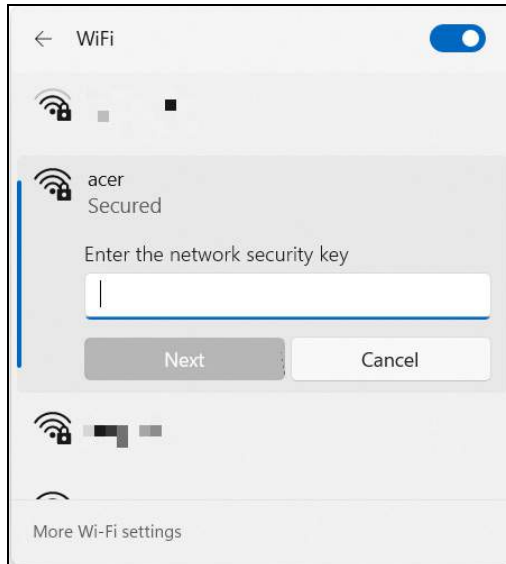 WiFi
acer
Secured
Enter the network security key
Next
Cancel
More Wi-Fi settings